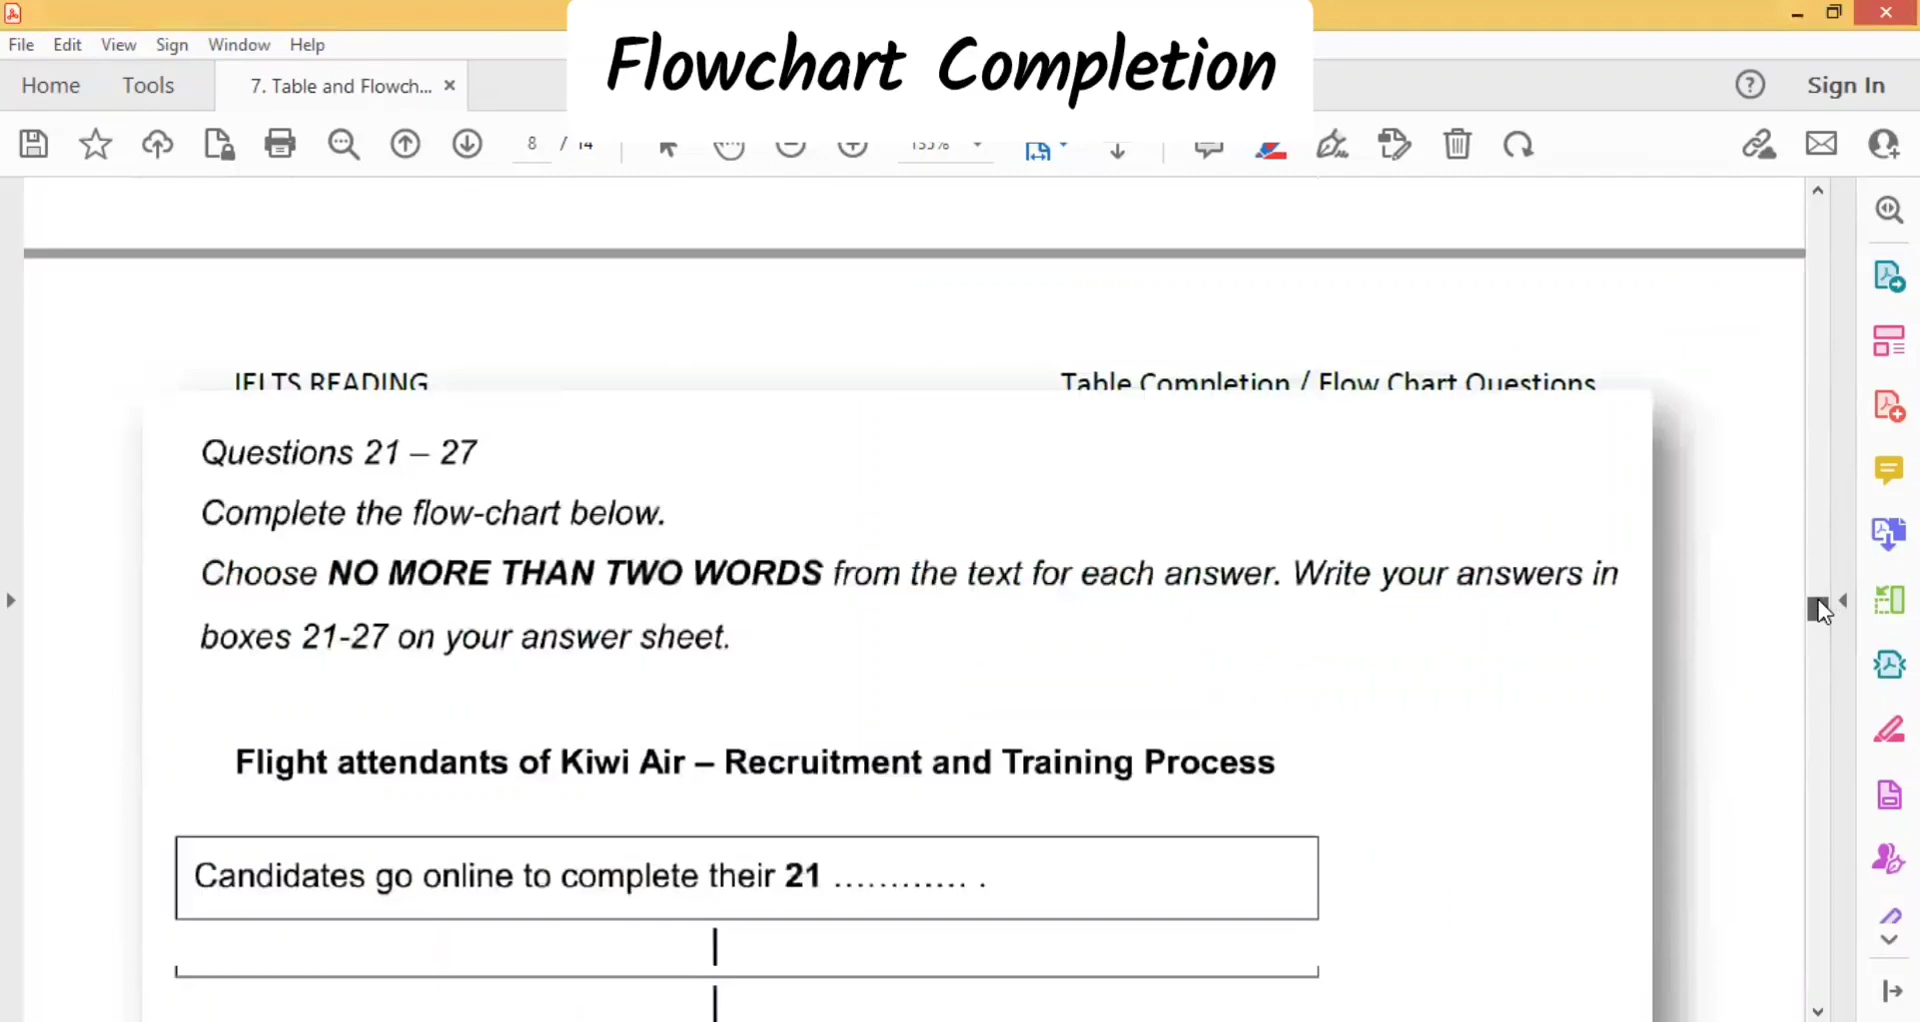 Flowchart Completion
File Edit View Sign Window Help
Home Tools 7. Table and Flowch... × Sign In
8 / 14 135%
IELTS READING Table Completion / Flow Chart Questions
Questions 21 – 27
Complete the flow-chart below.
Choose NO MORE THAN TWO WORDS from the text for each answer. Write your answers in
boxes 21-27 on your answer sheet.
Flight attendants of Kiwi Air – Recruitment and Training Process
Candidates go online to complete their 21 ............ .